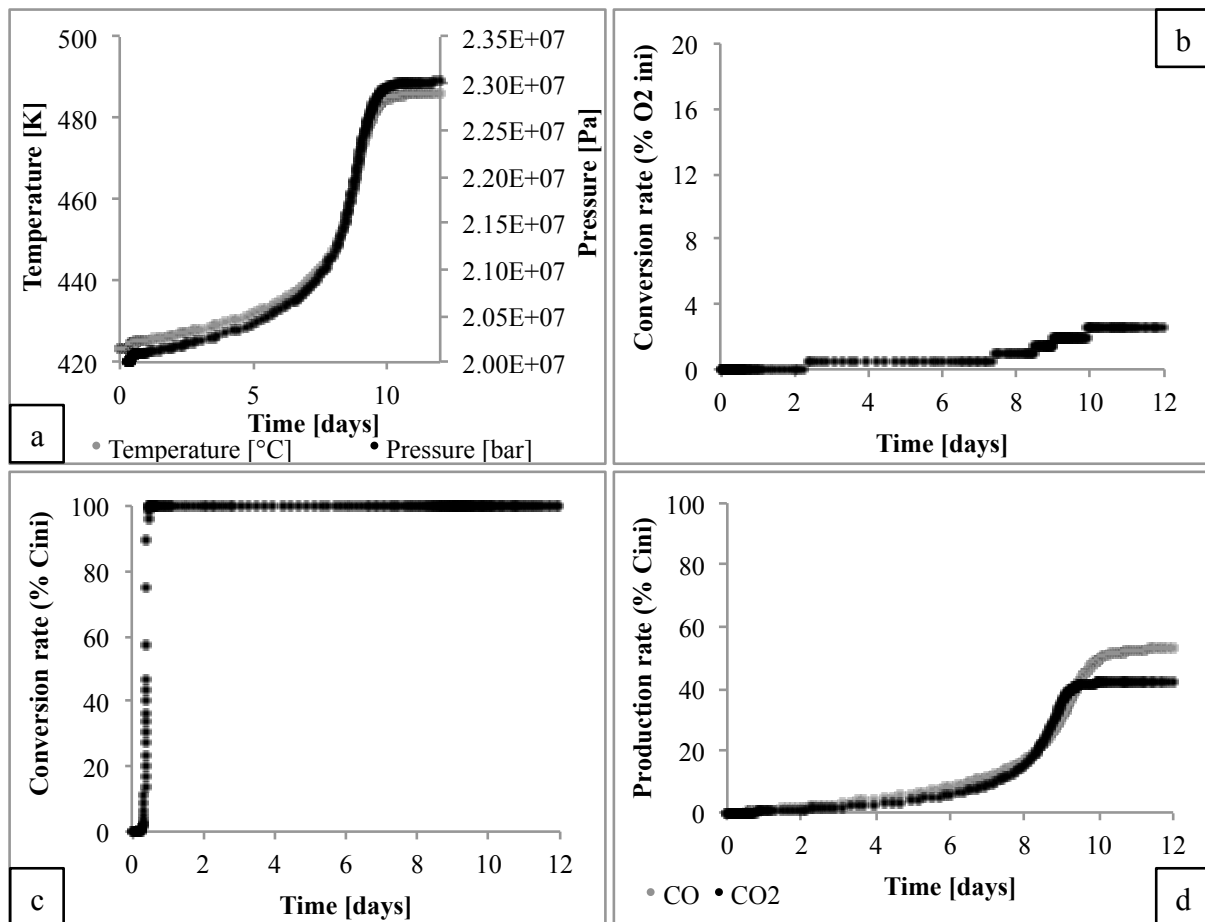 500
480
460
440
420
Temperature [K]
2.35E+07
2.30E+07
2.25E+07
2.20E+07
2.15E+07
2.10E+07
2.05E+07
2.00E+07
Pressure [Pa]
0 5 10
Time [days]
Temperature [°C] Pressure [bar]
a
b
20
16
12
8
4
0
Conversion rate (% O2 ini)
0 2 4 6 8 10 12
Time [days]
100
80
60
40
20
0
Conversion rate (% Cini)
0 2 4 6 8 10 12
Time [days]
c
100
80
60
40
20
0
Production rate (% Cini)
0 2 4 6 8 10 12
Time [days]
CO CO2
d